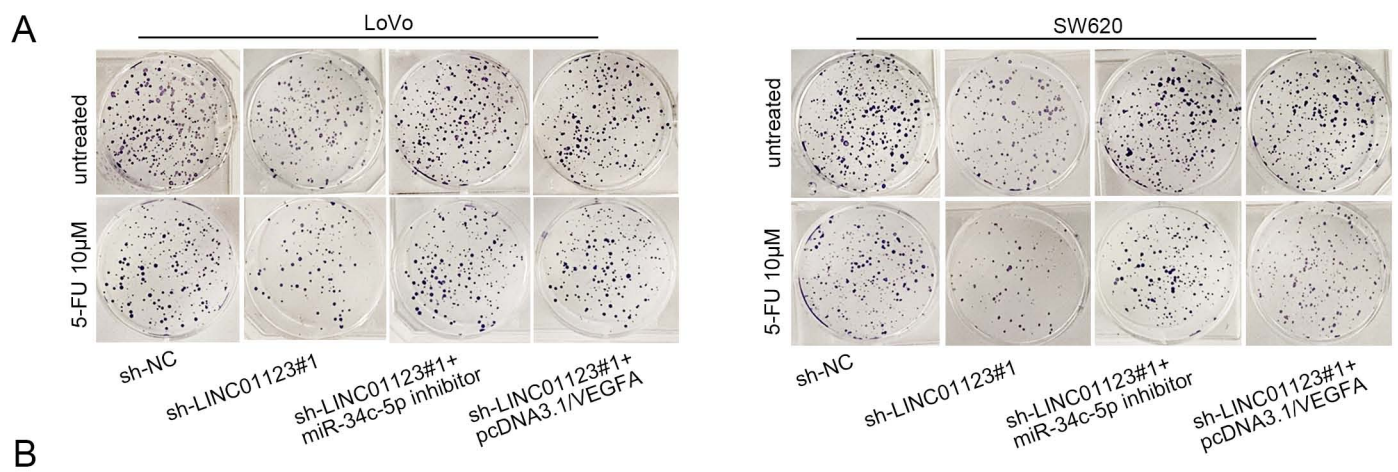 A
LoVo
SW620
untreated
5-FU 10μM
untreated
5-FU 10μM
sh-NC
sh-LINC01123#1
sh-LINC01123#1+
miR-34c-5p inhibitor
sh-LINC01123#1+
pcDNA3.1/VEGFA
sh-NC
sh-LINC01123#1
sh-LINC01123#1+
miR-34c-5p inhibitor
sh-LINC01123#1+
pcDNA3.1/VEGFA
B